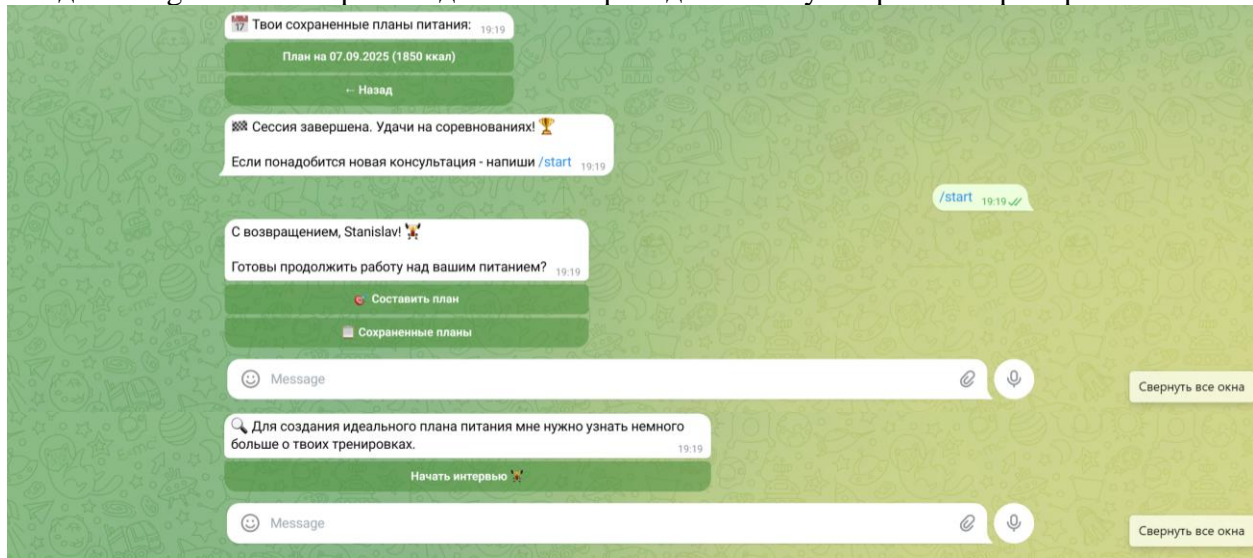 17 Твои сохраненные планы питания: 19:19
План на 07.09.2025 (1850 ккал)
← Назад
Сессия завершена. Удачи на соревнованиях!
Если понадобится новая консультация - напиши /start 19:19
/start 19:19
С возвращением, Stanislav!
Готовы продолжить работу над вашим питанием? 19:19
Составить план
Сохраненные планы
Message
Свернуть все окна
Для создания идеального плана питания мне нужно узнать немного
больше о твоих тренировках. 19:19
Начать интервью
Message
Свернуть все окна